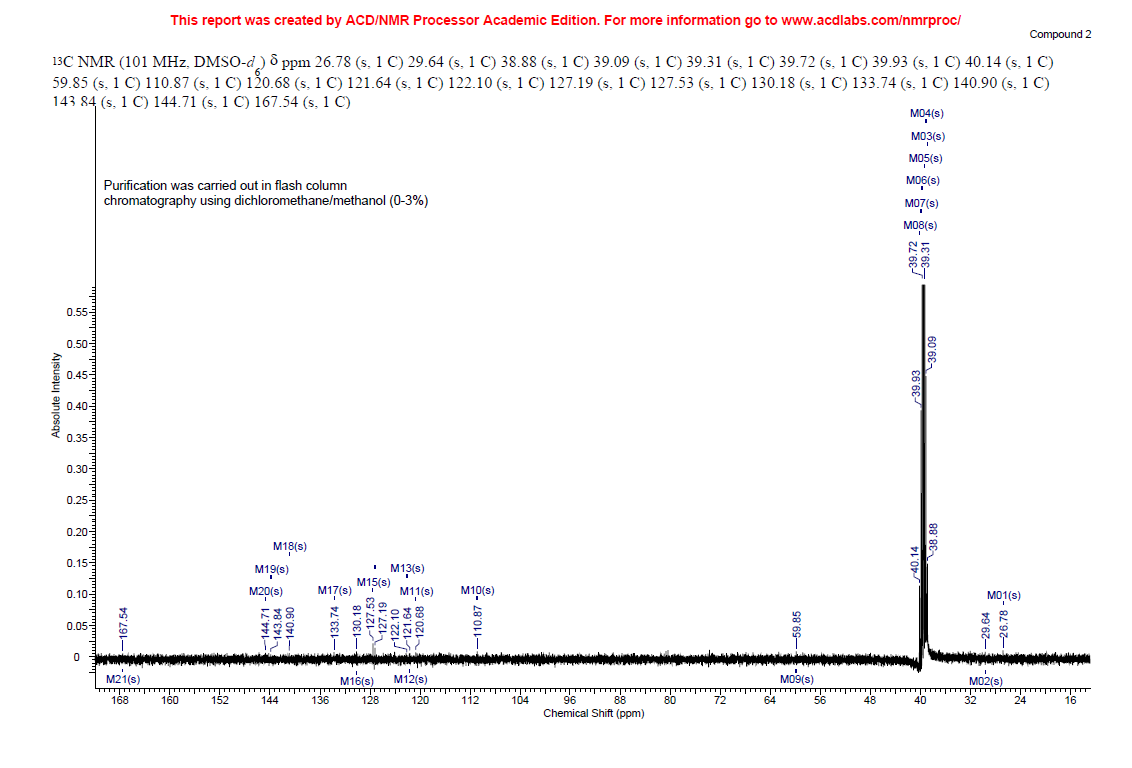 This report was created by ACD/NMR Processor Academic Edition. For more information go to www.acdlabs.com/nmrproc/
Compound 2
13C NMR (101 MHz, DMSO-d6) δ ppm 26.78 (s, 1 C) 29.64 (s, 1 C) 38.88 (s, 1 C) 39.09 (s, 1 C) 39.31 (s, 1 C) 39.72 (s, 1 C) 39.93 (s, 1 C) 40.14 (s, 1 C)
59.85 (s, 1 C) 110.87 (s, 1 C) 120.68 (s, 1 C) 121.64 (s, 1 C) 122.10 (s, 1 C) 127.19 (s, 1 C) 127.53 (s, 1 C) 130.18 (s, 1 C) 133.74 (s, 1 C) 140.90 (s, 1 C)
143.84 (s, 1 C) 144.71 (s, 1 C) 167.54 (s, 1 C)
M04(s)
M03(s)
M05(s)
M06(s)
M07(s)
M08(s)
Purification was carried out in flash column
chromatography using dichloromethane/methanol (0-3%)
39.72
39.31
39.93
39.09
40.14
38.88
M18(s)
M19(s)
M13(s)
M20(s)
M17(s)
M15(s)
M11(s)
M10(s)
M01(s)
167.54
144.71
143.84
140.90
133.74
130.18
127.53
127.19
122.10
121.64
120.68
110.87
59.85
29.64
26.78
M21(s)
M16(s)
M12(s)
M09(s)
M02(s)
Absolute Intensity
0.55
0.50
0.45
0.40
0.35
0.30
0.25
0.20
0.15
0.10
0.05
0
168 160 152 144 136 128 120 112 104 96 88 80 72 64 56 48 40 32 24 16
Chemical Shift (ppm)